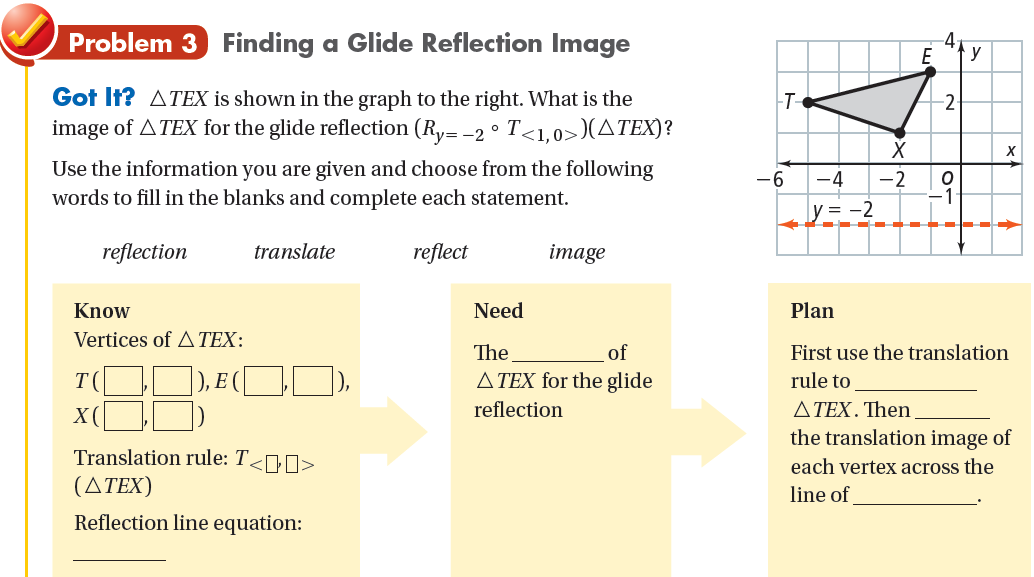 Problem 3 Finding a Glide Reflection Image
Got It? △TEX is shown in the graph to the right. What is the
image of △TEX for the glide reflection (R y= −2 ∘ T <1, 0>)(△TEX)?
Use the information you are given and choose from the following
words to fill in the blanks and complete each statement.
reflection translate reflect image
4 y
E
T 2
X x
−6 −4 −2 O
−1
y = −2
Know
Vertices of △TEX:
T ( , ), E ( , ),
X ( , )
Translation rule: T < , >
(△TEX)
Reflection line equation:
Need
The ________ of
△TEX for the glide
reflection
Plan
First use the translation
rule to ________
△TEX. Then ________
the translation image of
each vertex across the
line of ________.